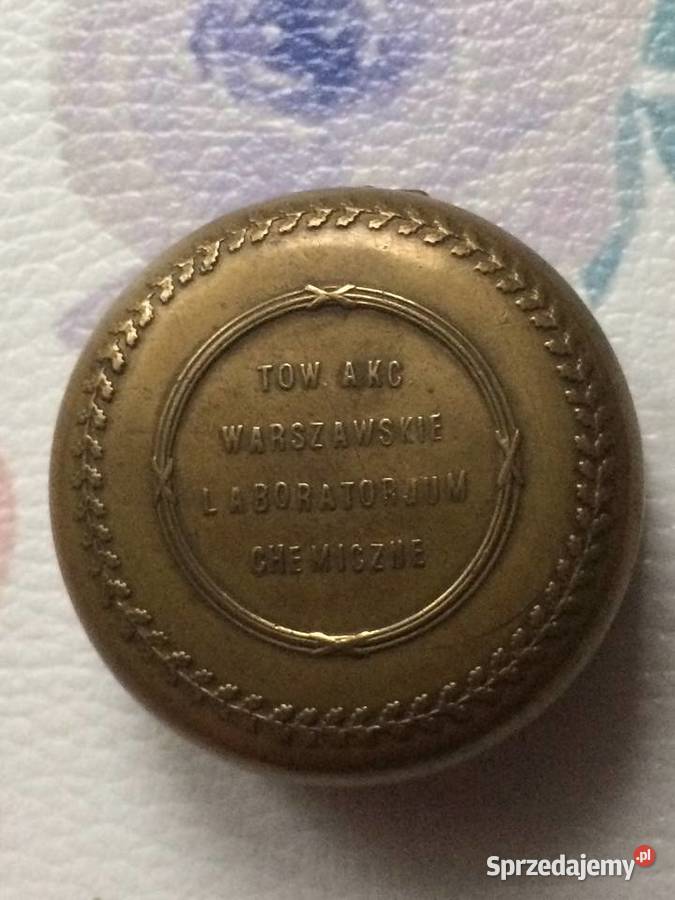 TOW. AKC
WARSZAWSKIE
LABORATORJUM
CHEMICZNE
Sprzedajemy.pl